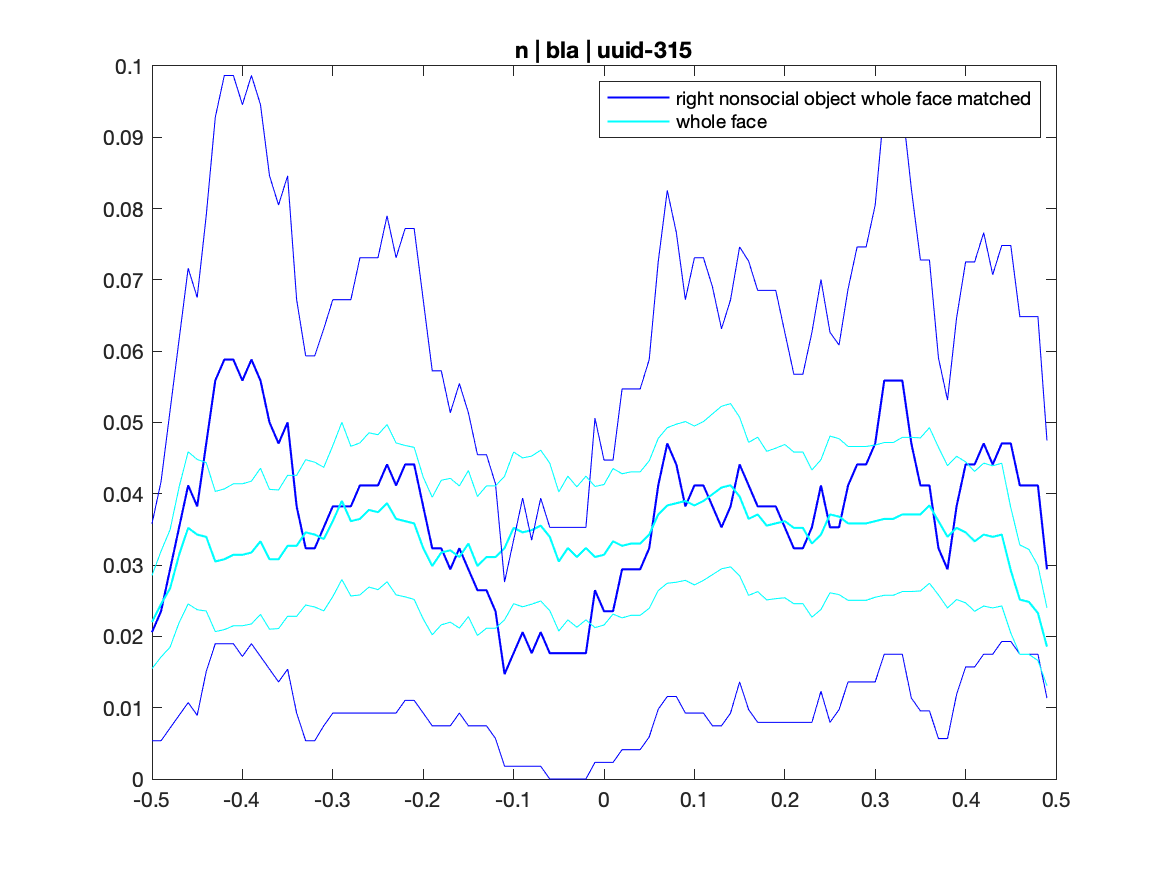 n | bla | uuid-315
right nonsocial object whole face matched
whole face
0.1
0.09
0.08
0.07
0.06
0.05
0.04
0.03
0.02
0.01
0
-0.5 -0.4 -0.3 -0.2 -0.1 0 0.1 0.2 0.3 0.4 0.5